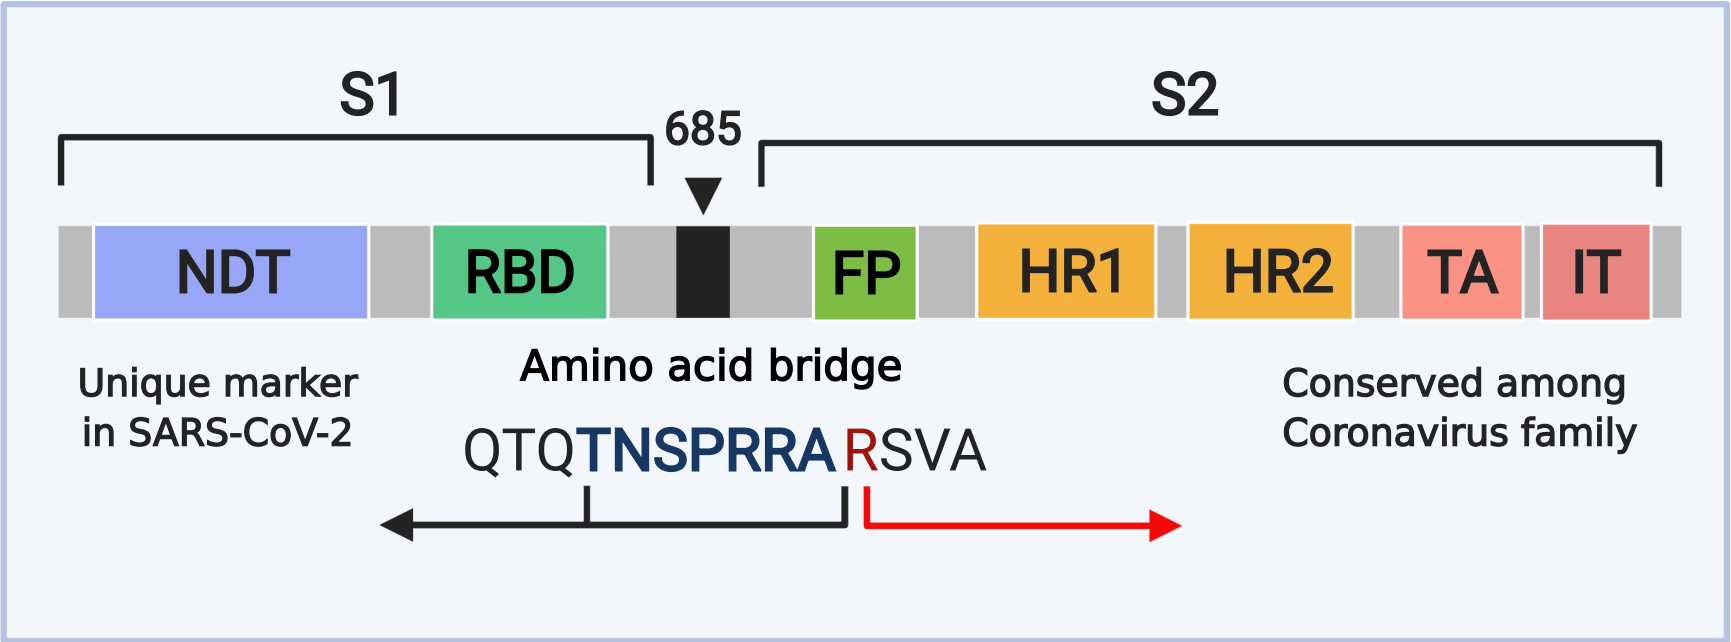 S1
S2
685
NDT
RBD
FP
HR1
HR2
TA
IT
Amino acid bridge
Unique marker
in SARS-CoV-2
Conserved among
Coronavirus family
QTQTNSPRRARSVA